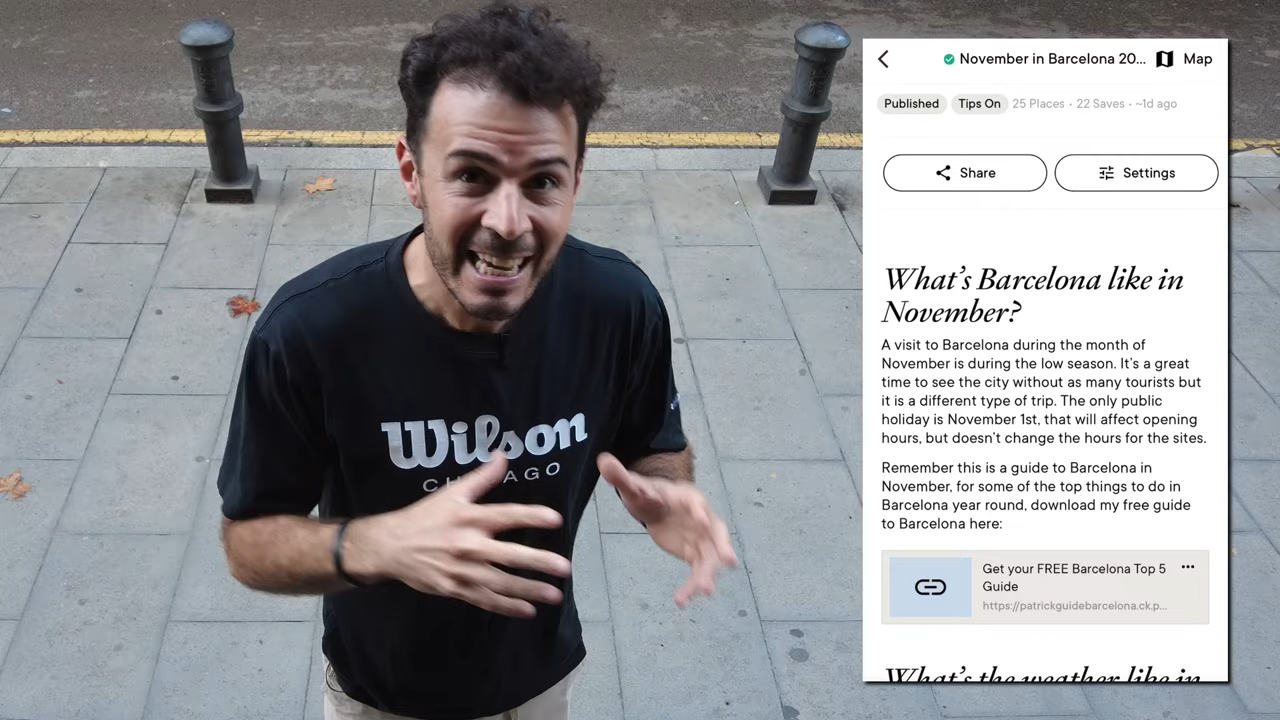 Wilson
November in Barcelona 20...
Map
Published
Tips On
25 Places • 22 Saves • ~1d ago
Share
Settings
What's Barcelona like in
November?
A visit to Barcelona during the month of
November is during the low season. It's a great
time to see the city without as many tourists but
it is a different type of trip. The only public
holiday is November 1st, that will affect opening
hours, but doesn't change the hours for the sites.
Remember this is a guide to Barcelona in
November, for some of the top things to do in
Barcelona year round, download my free guide
to Barcelona here:
Get your FREE Barcelona Top 5
Guide
https://patrickguidebarcelona.ck.p...
What's the weather like in